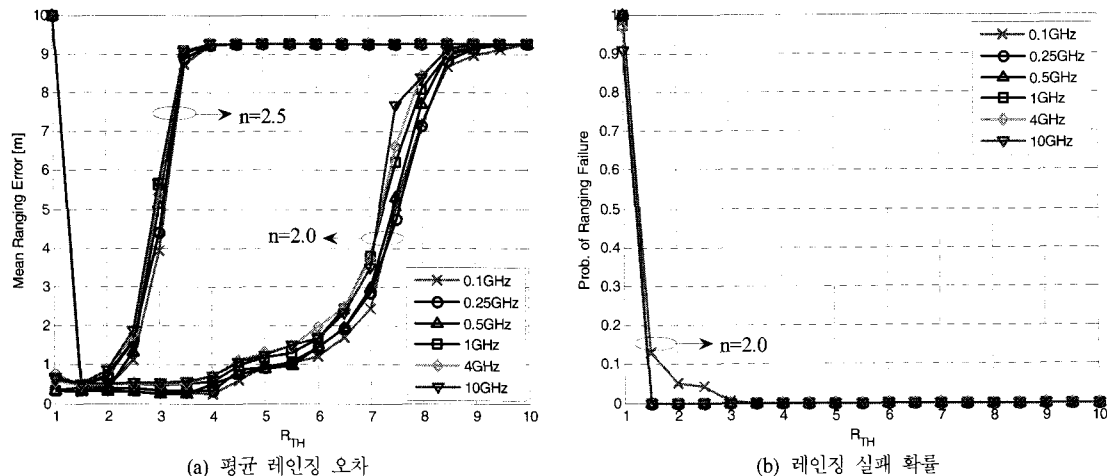 Mean Ranging Error [m]
10
9
8
7
6
5
4
3
2
1
0
n=2.5
n=2.0
0.1GHz
0.25GHz
0.5GHz
1GHz
4GHz
10GHz
1 2 3 4 5 6 7 8 9 10
R_TH
(a) 평균 레인징 오차
Prob. of Ranging Failure
1
0.9
0.8
0.7
0.6
0.5
0.4
0.3
0.2
0.1
0
0.1GHz
0.25GHz
0.5GHz
1GHz
4GHz
10GHz
n=2.0
1 2 3 4 5 6 7 8 9 10
R_TH
(b) 레인징 실패 확률